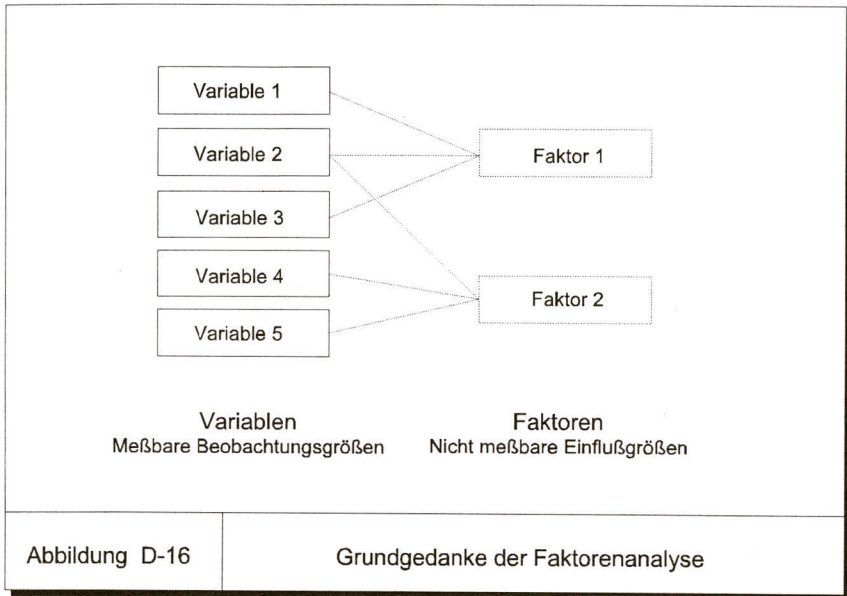 Variable 1
Variable 2
Faktor 1
Variable 3
Variable 4
Faktor 2
Variable 5
Variablen
Meßbare Beobachtungsgrößen
Faktoren
Nicht meßbare Einflußgrößen
Abbildung D-16
Grundgedanke der Faktorenanalyse